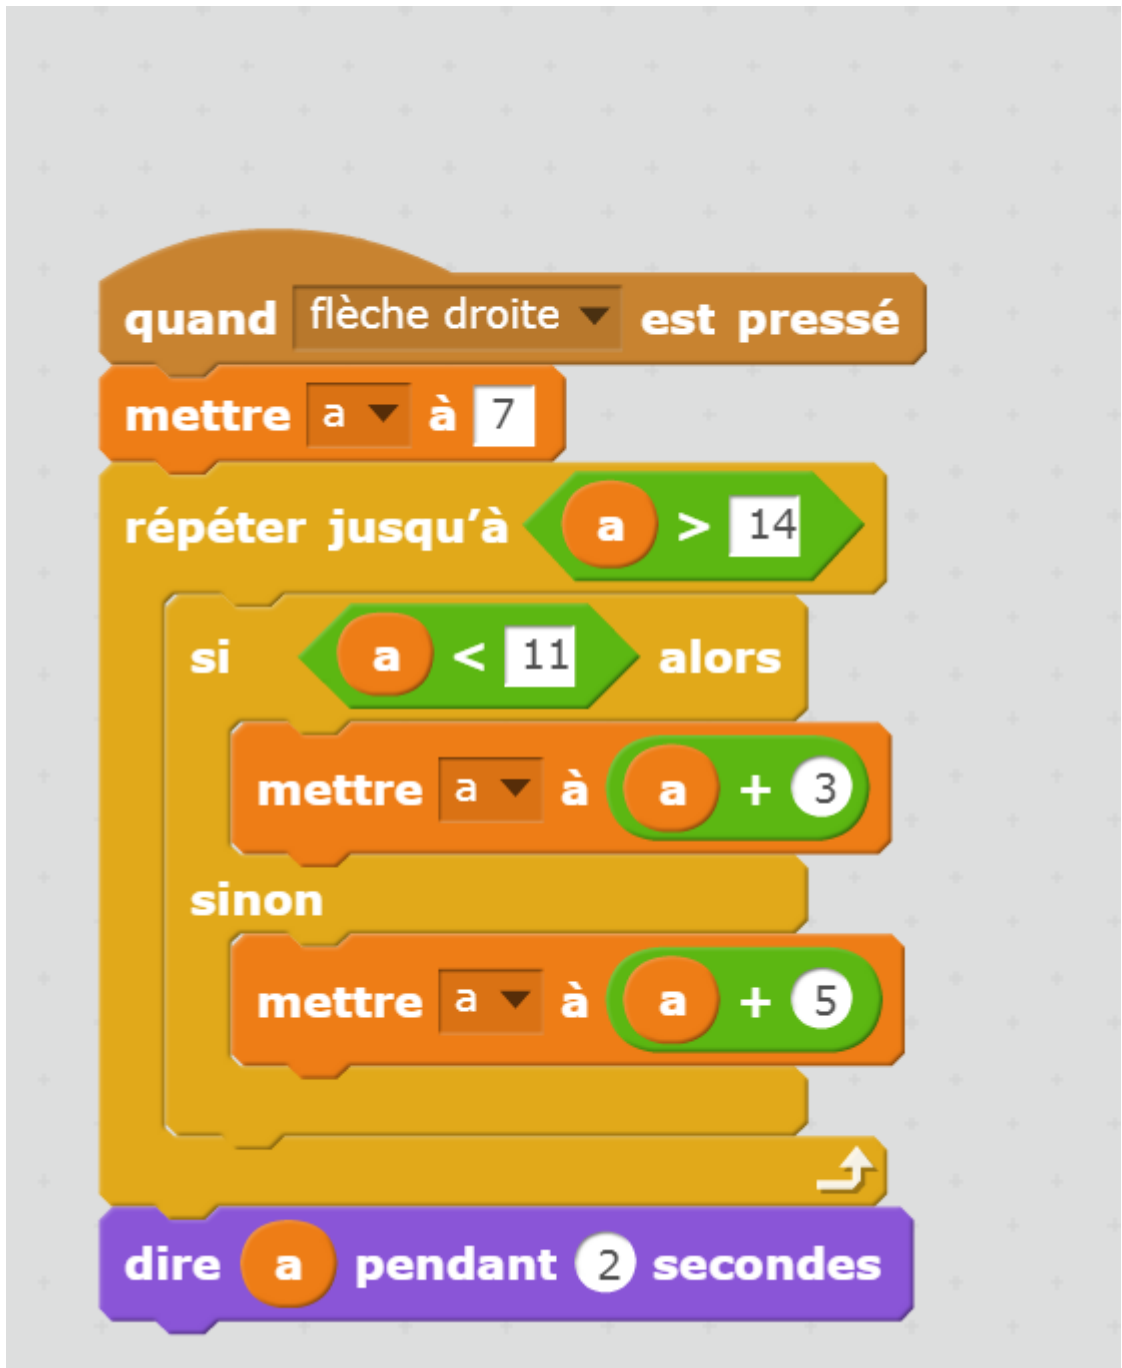 quand flèche droite est pressé
mettre a à 7
répéter jusqu'à a > 14
si a < 11 alors
mettre a à a + 3
sinon
mettre a à a + 5
dire a pendant 2 secondes